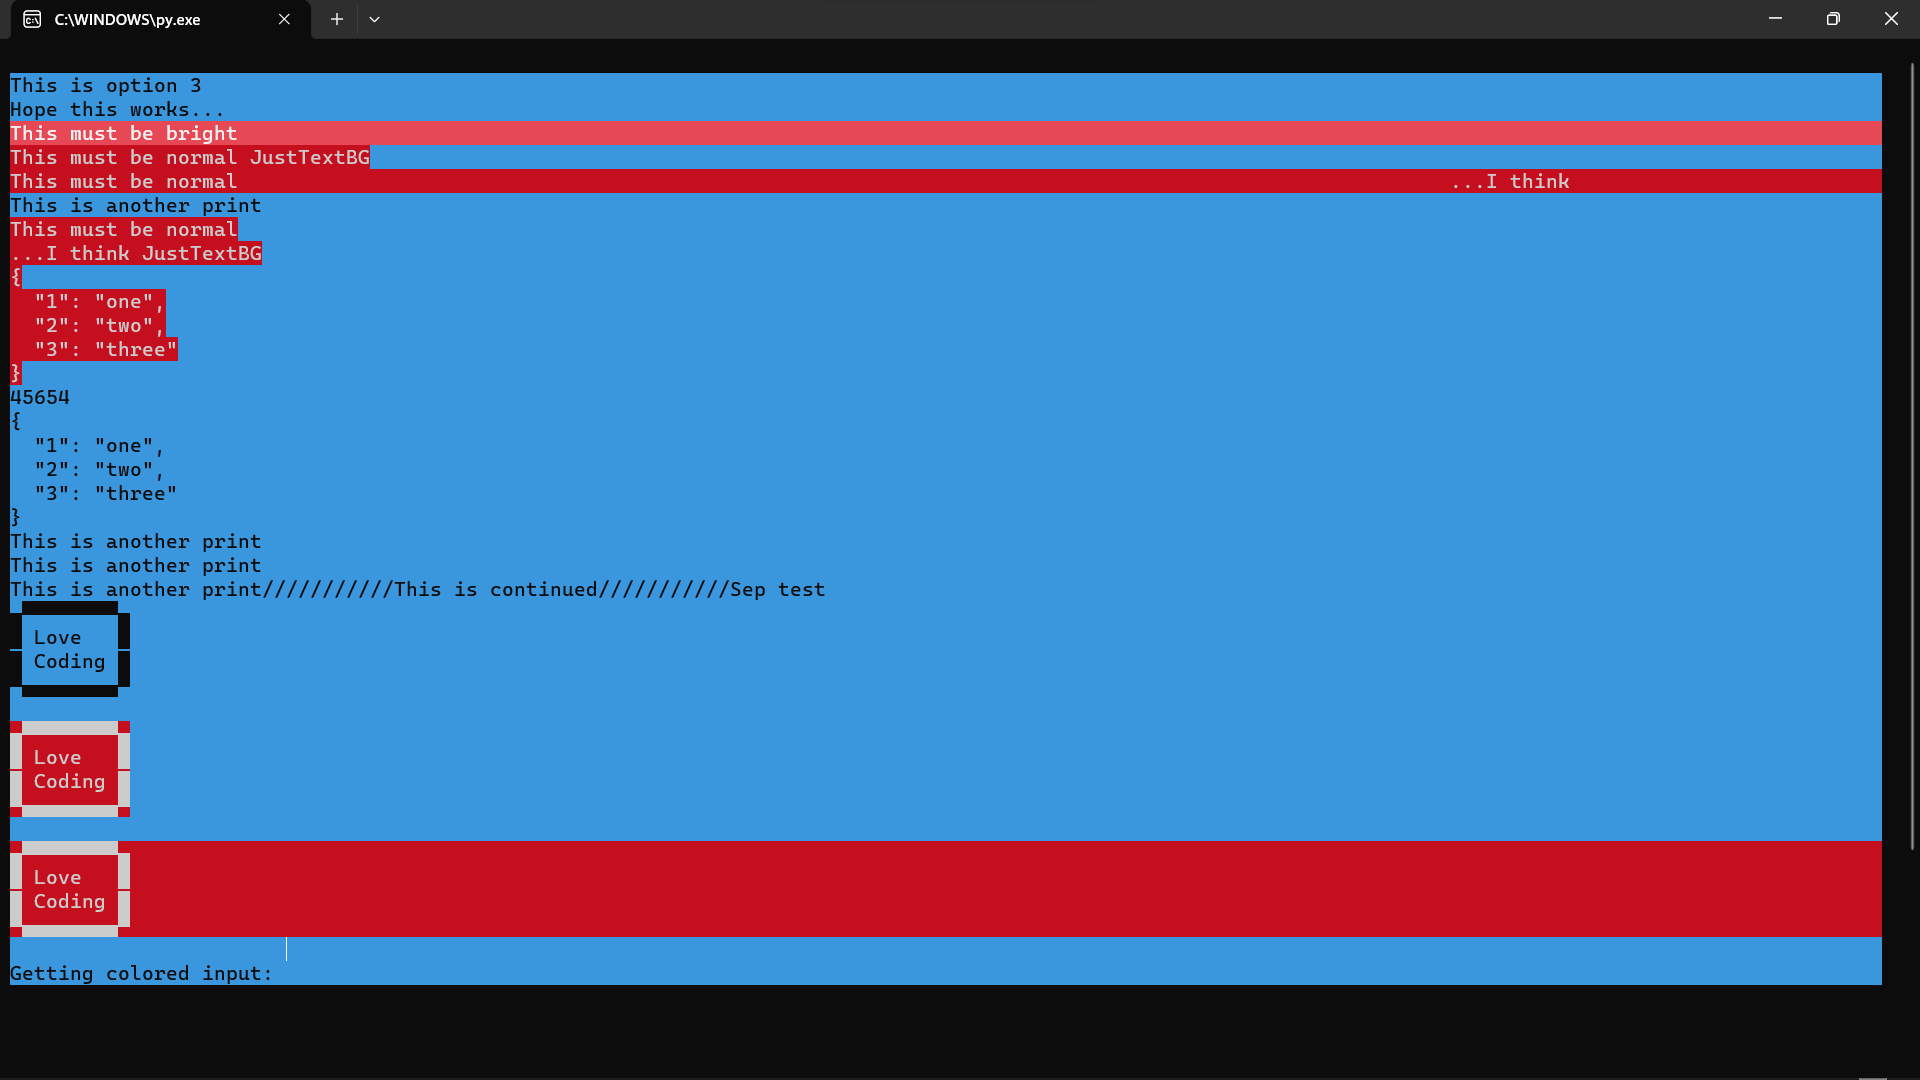 C:\WINDOWS\py.exe
This is option 3
Hope this works...
This must be bright
This must be normal JustTextBG
This must be normal ...I think
This is another print
This must be normal
...I think JustTextBG
{
  "1": "one",
  "2": "two",
  "3": "three"
}
45654
{
  "1": "one",
  "2": "two",
  "3": "three"
}
This is another print
This is another print
This is another print///////////This is continued///////////Sep test
Love
Coding
Love
Coding
Love
Coding
Getting colored input: